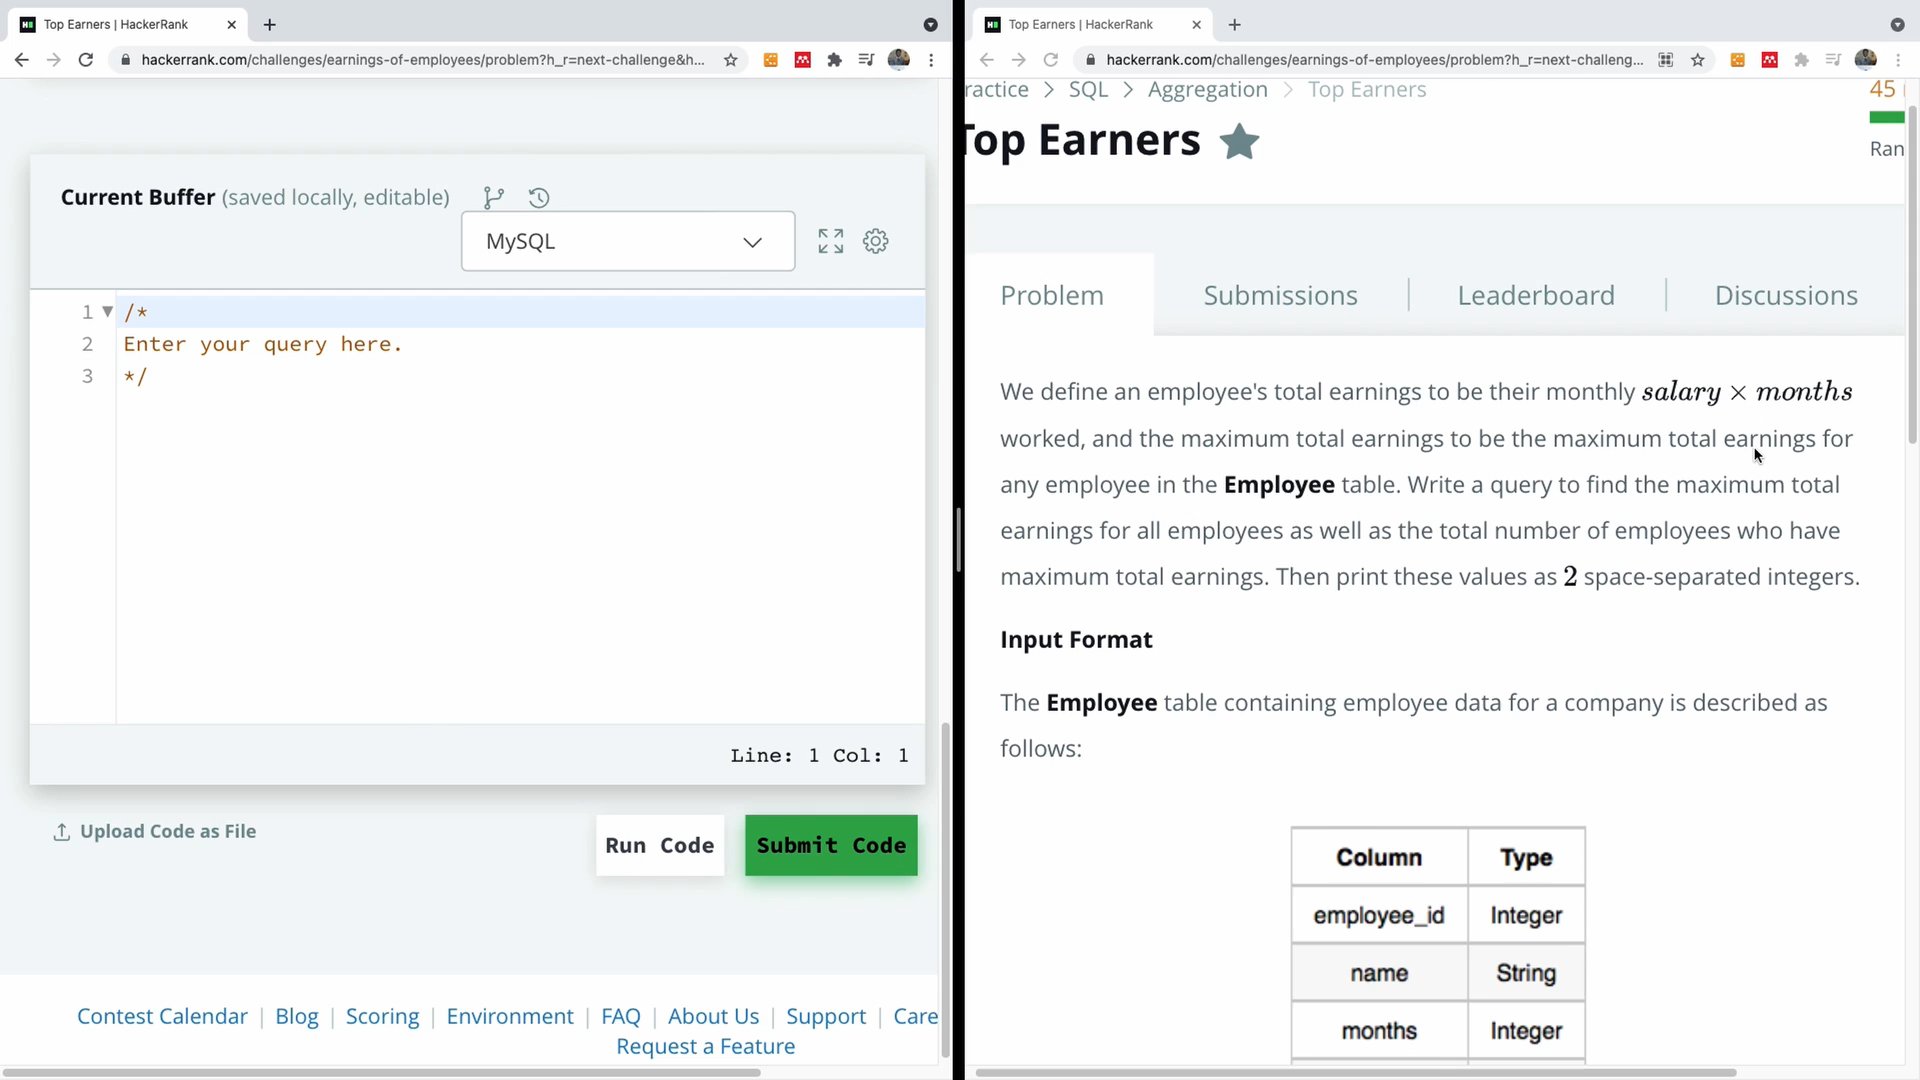 Top Earners | HackerRank
hackerrank.com/challenges/earnings-of-employees/problem?h_r=next-challenge&h...
Current Buffer (saved locally, editable)
MySQL
1 /*
2 Enter your query here.
3 */
Line: 1 Col: 1
Upload Code as File
Run Code
Submit Code
Contest Calendar | Blog | Scoring | Environment | FAQ | About Us | Support | Care
Request a Feature
Top Earners | HackerRank
hackerrank.com/challenges/earnings-of-employees/problem?h_r=next-challeng...
ractice > SQL > Aggregation > Top Earners
45
Top Earners
Ran
Problem
Submissions
Leaderboard
Discussions
We define an employee's total earnings to be their monthly salary × months
worked, and the maximum total earnings to be the maximum total earnings for
any employee in the Employee table. Write a query to find the maximum total
earnings for all employees as well as the total number of employees who have
maximum total earnings. Then print these values as 2 space-separated integers.
Input Format
The Employee table containing employee data for a company is described as
follows:
Column Type
employee_id Integer
name String
months Integer